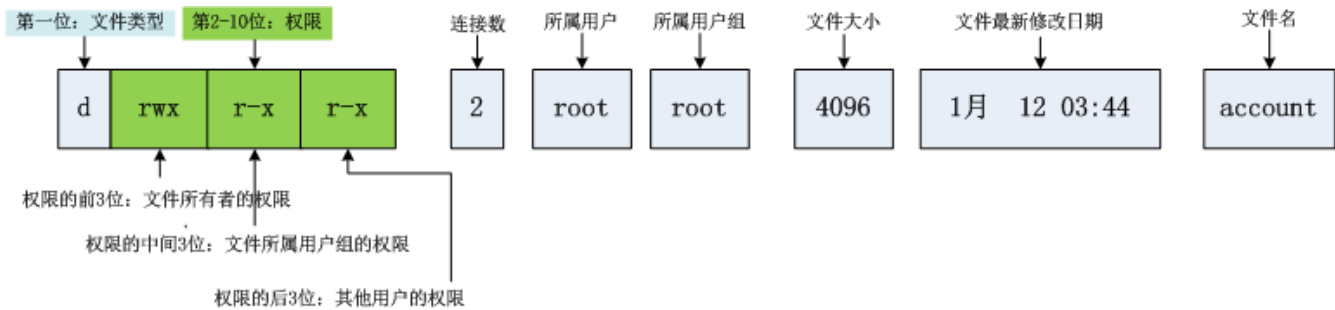 第一位：文件类型 第2-10位：权限 连接数 所属用户 所属用户组 文件大小 文件最新修改日期 文件名
d rwx r-x r-x 2 root root 4096 1月 12 03:44 account
权限的前3位：文件所有者的权限
权限的中间3位：文件所属用户组的权限
权限的后3位：其他用户的权限